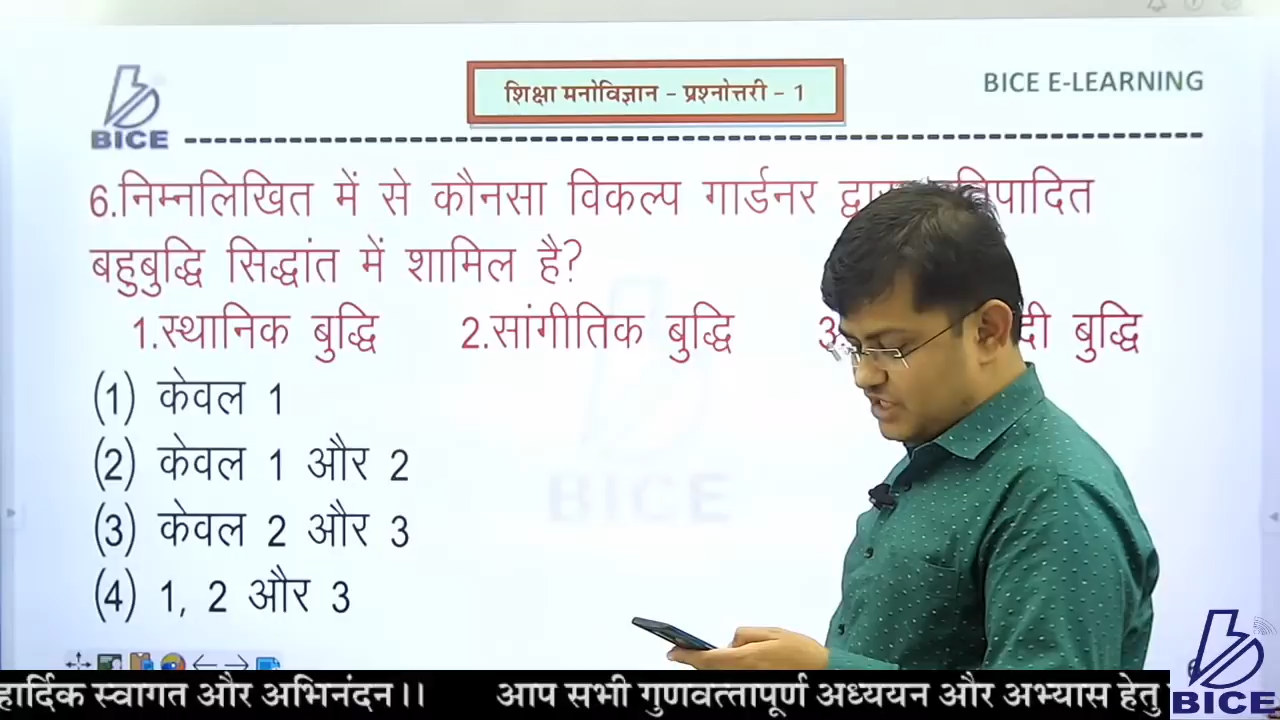 BICE
शिक्षा मनोविज्ञान – प्रश्नोत्तरी – 1
BICE E-LEARNING
6.निम्नलिखित में से कौनसा विकल्प गार्डनर
बहुबुद्धि सिद्धांत में शामिल है?
1.स्थानिक बुद्धि 2.सांगीतिक बुद्धि 3. बुद्धि
(1) केवल 1
(2) केवल 1 और 2
(3) केवल 2 और 3
(4) 1, 2 और 3
BICE
हार्दिक स्वागत और अभिनंदन।। आप सभी गुणवत्तापूर्ण अध्ययन और अभ्यास हेतु
BICE